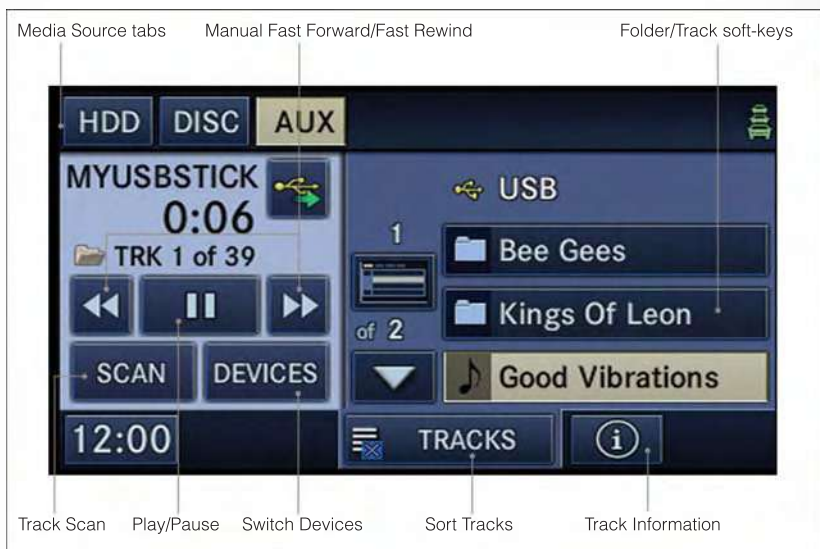 Media Source tabs
Manual Fast Forward/Fast Rewind
Folder/Track soft-keys
HDD
DISC
AUX
MYUSBSTICK
0:06
TRK 1 of 39
USB
1
of 2
Bee Gees
Kings Of Leon
Good Vibrations
SCAN
DEVICES
12:00
TRACKS
i
Track Scan
Play/Pause
Switch Devices
Sort Tracks
Track Information